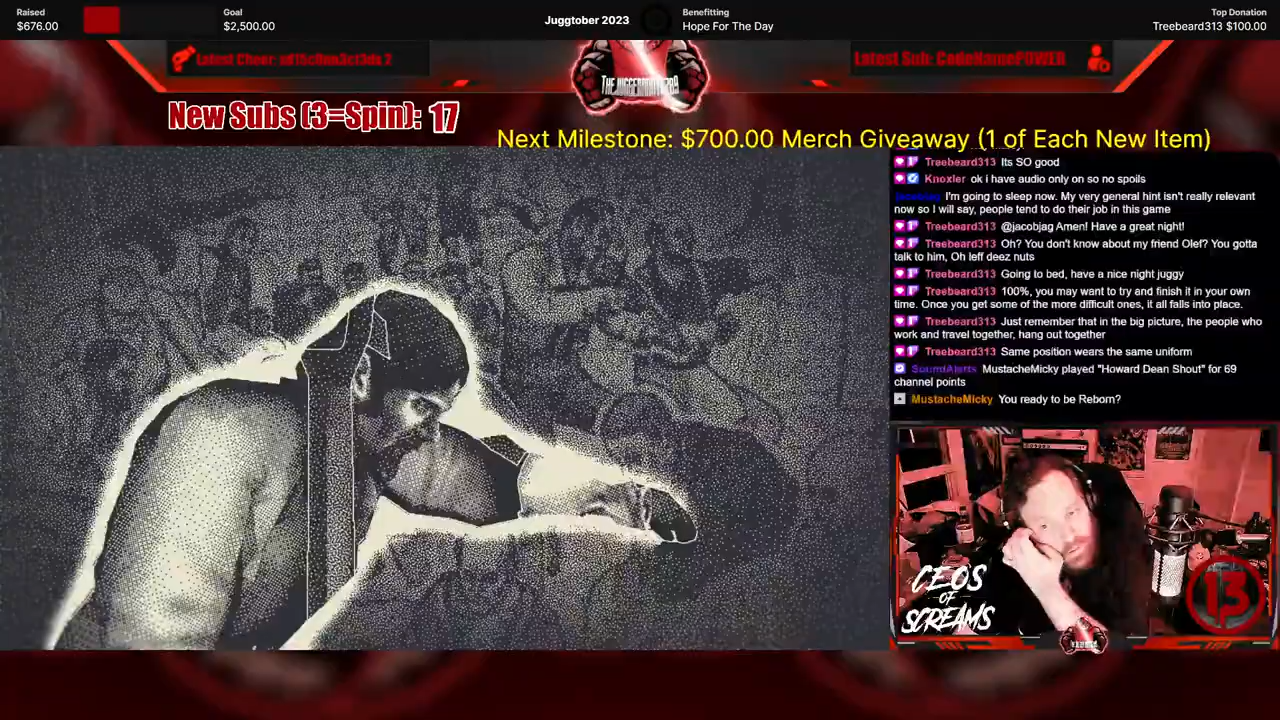 Raised
$676.00
Goal
$2,500.00
Juggtober 2023
Benefitting
Hope For The Day
Top Donation
Treebeard313 $100.00
Latest Sub: CodeNamePOWER
New Subs (3=Spin): 17
Next Milestone: $700.00 Merch Giveaway (1 of Each New Item)
Treebeard313 Its SO good
Knoxler ok i have audio only on so no spoils
I'm going to sleep now. My very general hint isn't really relevant
now so I will say, people tend to do their job in this game
Treebeard313 @jacobjag Amen! Have a great night!
Treebeard313 Oh? You don't know about my friend Olef? You gotta
talk to him, Oh leff deez nuts
Treebeard313 Going to bed, have a nice night juggy
Treebeard313 100%, you may want to try and finish it in your own
time. Once you get some of the more difficult ones, it all falls into place.
Treebeard313 Just remember that in the big picture, the people who
work and travel together, hang out together
Treebeard313 Same position wears the same uniform
SoundAlerts MustacheMicky played "Howard Dean Shout" for 69
channel points
MustacheMicky You ready to be Reborn?
CEOS
OF
SCREAMS
13